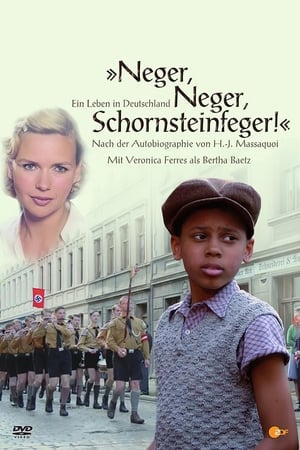 »Neger,
Ein Leben in Deutschland Neger,
Schornsteinfeger!«
Nach der Autobiographie von H.-J. Massaquoi
Mit Veronica Ferres als Bertha Baetz
DVD
VIDEO
ZDF